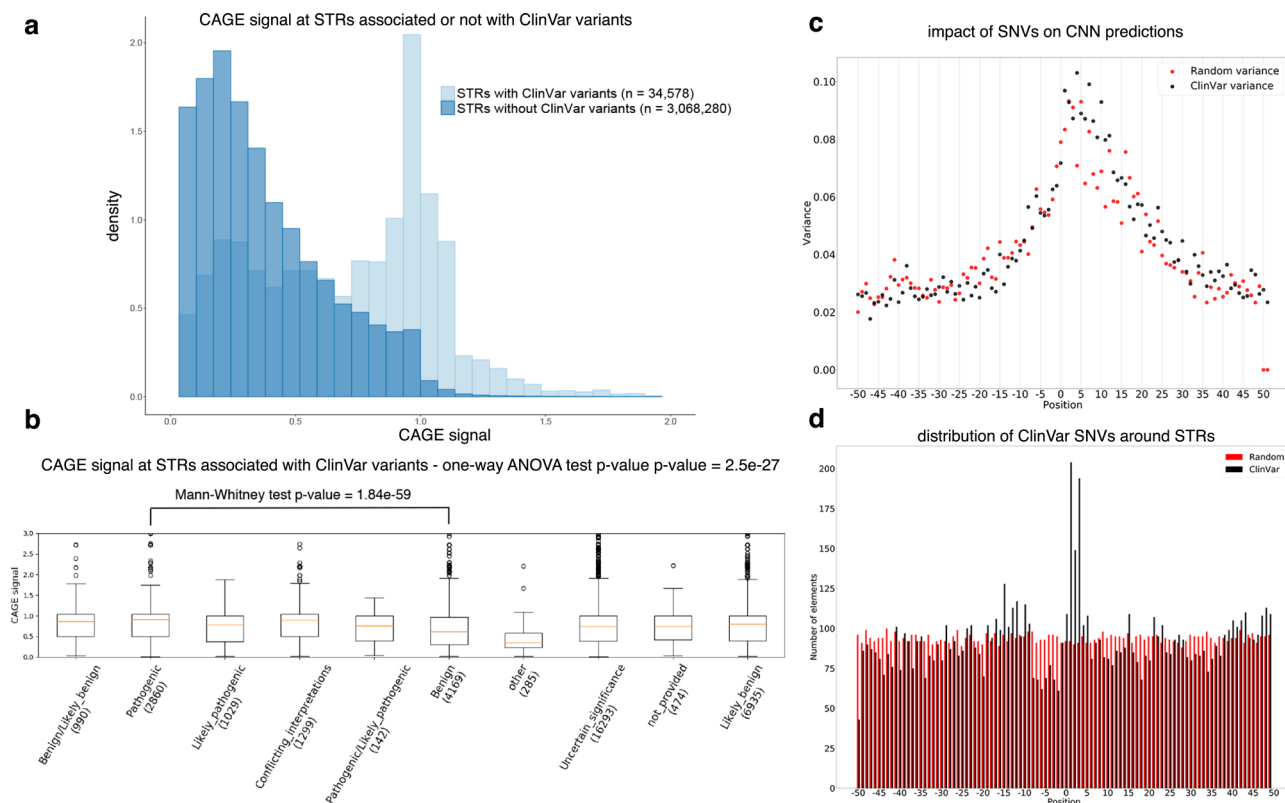 a
CAGE signal at STRs associated or not with ClinVar variants
2.0
1.5
1.0
0.5
0.0
density
STRs with ClinVar variants (n = 34,578)
STRs without ClinVar variants (n = 3,068,280)
0.0 0.5 1.0 1.5 2.0
CAGE signal
b
CAGE signal at STRs associated with ClinVar variants - one-way ANOVA test p-value p-value = 2.5e-27
Mann-Whitney test p-value = 1.84e-59
3.0
2.5
2.0
1.5
1.0
0.5
0.0
CAGE signal
Benign/Likely_benign
(990)
Pathogenic
(2860)
Likely_pathogenic
(1029)
Conflicting_interpretations
(1299)
Pathogenic/Likely_pathogenic
(142)
Benign
(4169)
other
(285)
Uncertain_significance
(16293)
not_provided
(474)
Likely_benign
(6935)
c
impact of SNVs on CNN predictions
Random variance
ClinVar variance
0.10
0.08
0.06
0.04
0.02
0.00
Variance
-50 -45 -40 -35 -30 -25 -20 -15 -10 -5 0 5 10 15 20 25 30 35 40 45 50
Position
d
distribution of ClinVar SNVs around STRs
Random
ClinVar
200
175
150
125
100
75
50
25
0
Number of elements
-50 -45 -40 -35 -30 -25 -20 -15 -10 -5 0 5 10 15 20 25 30 35 40 45 50
Position